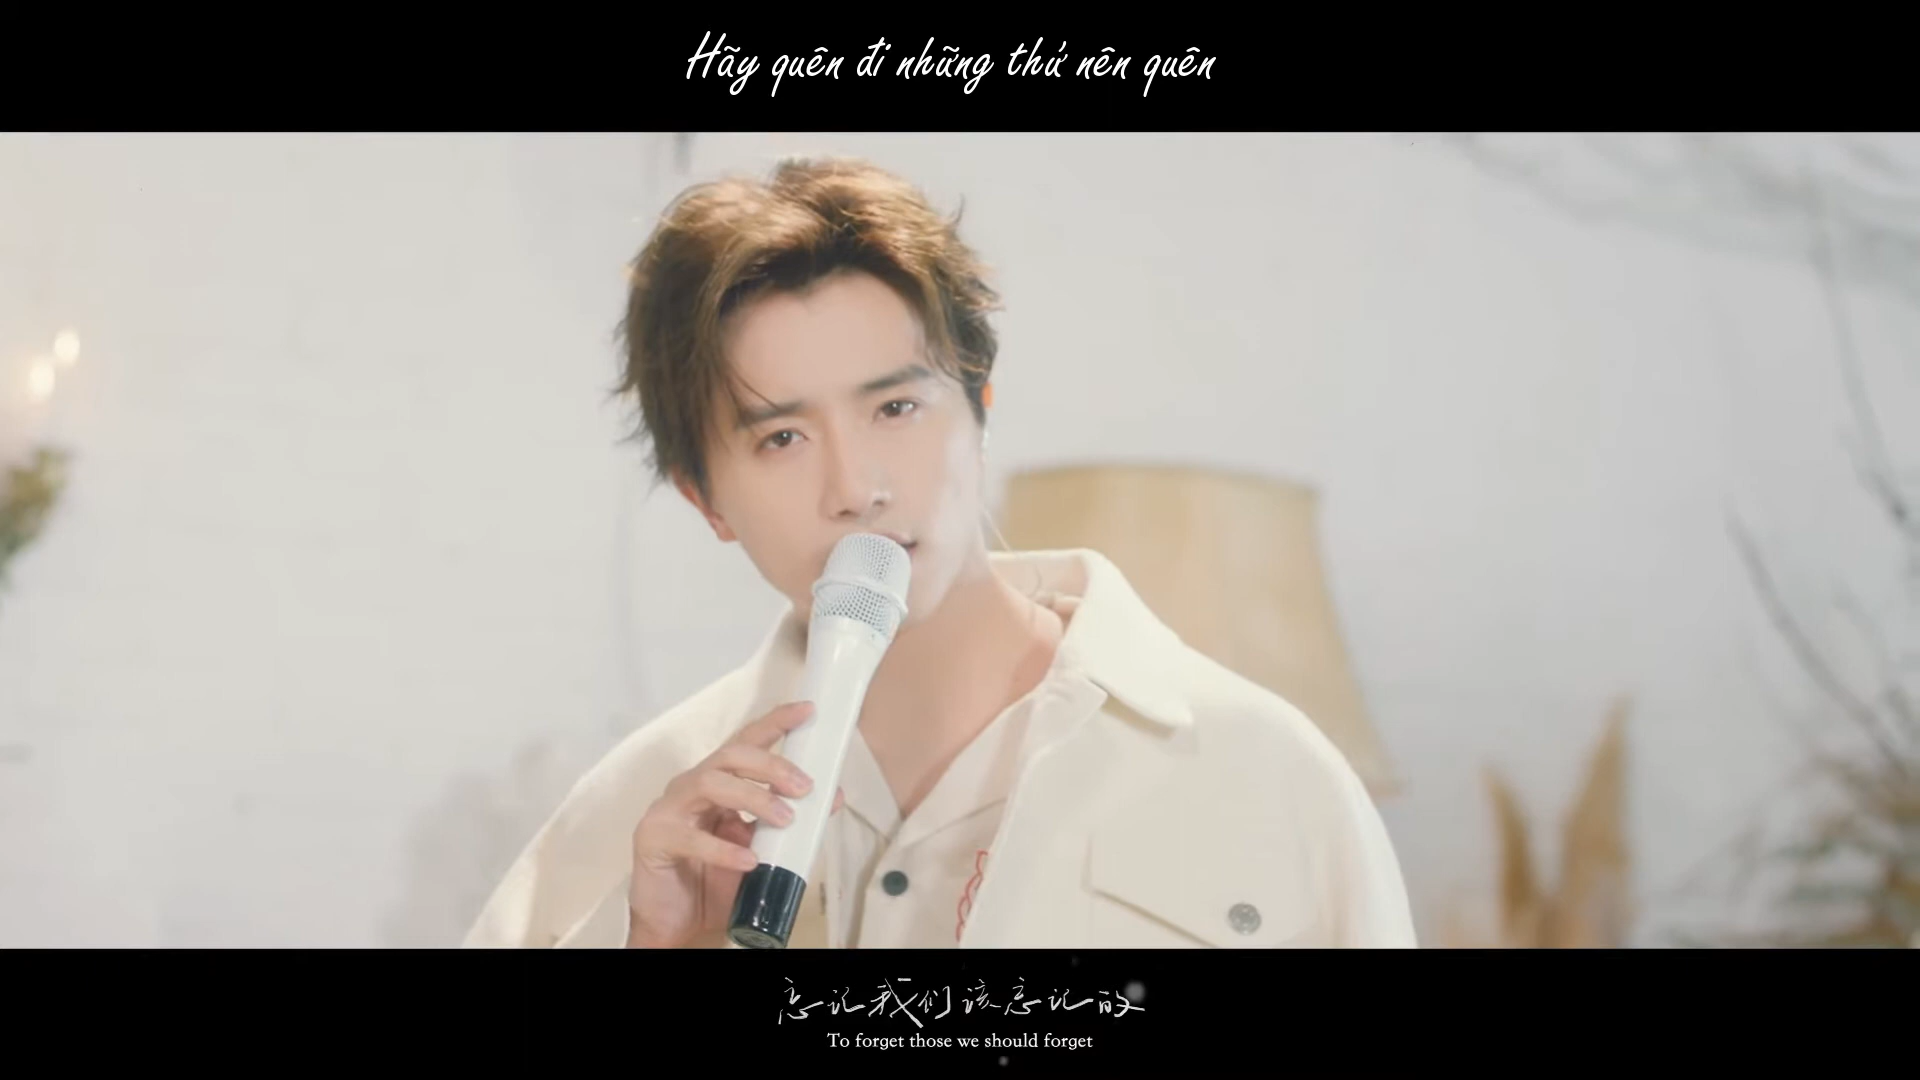 Hãy quên đi những thứ nên quên
忘记我们该忘记的
To forget those we should forget